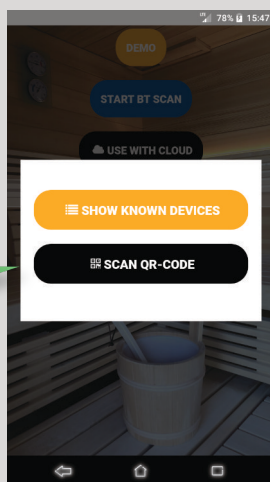 78% 15:47
DEMO
START BT SCAN
USE WITH CLOUD
SHOW KNOWN DEVICES
SCAN QR-CODE